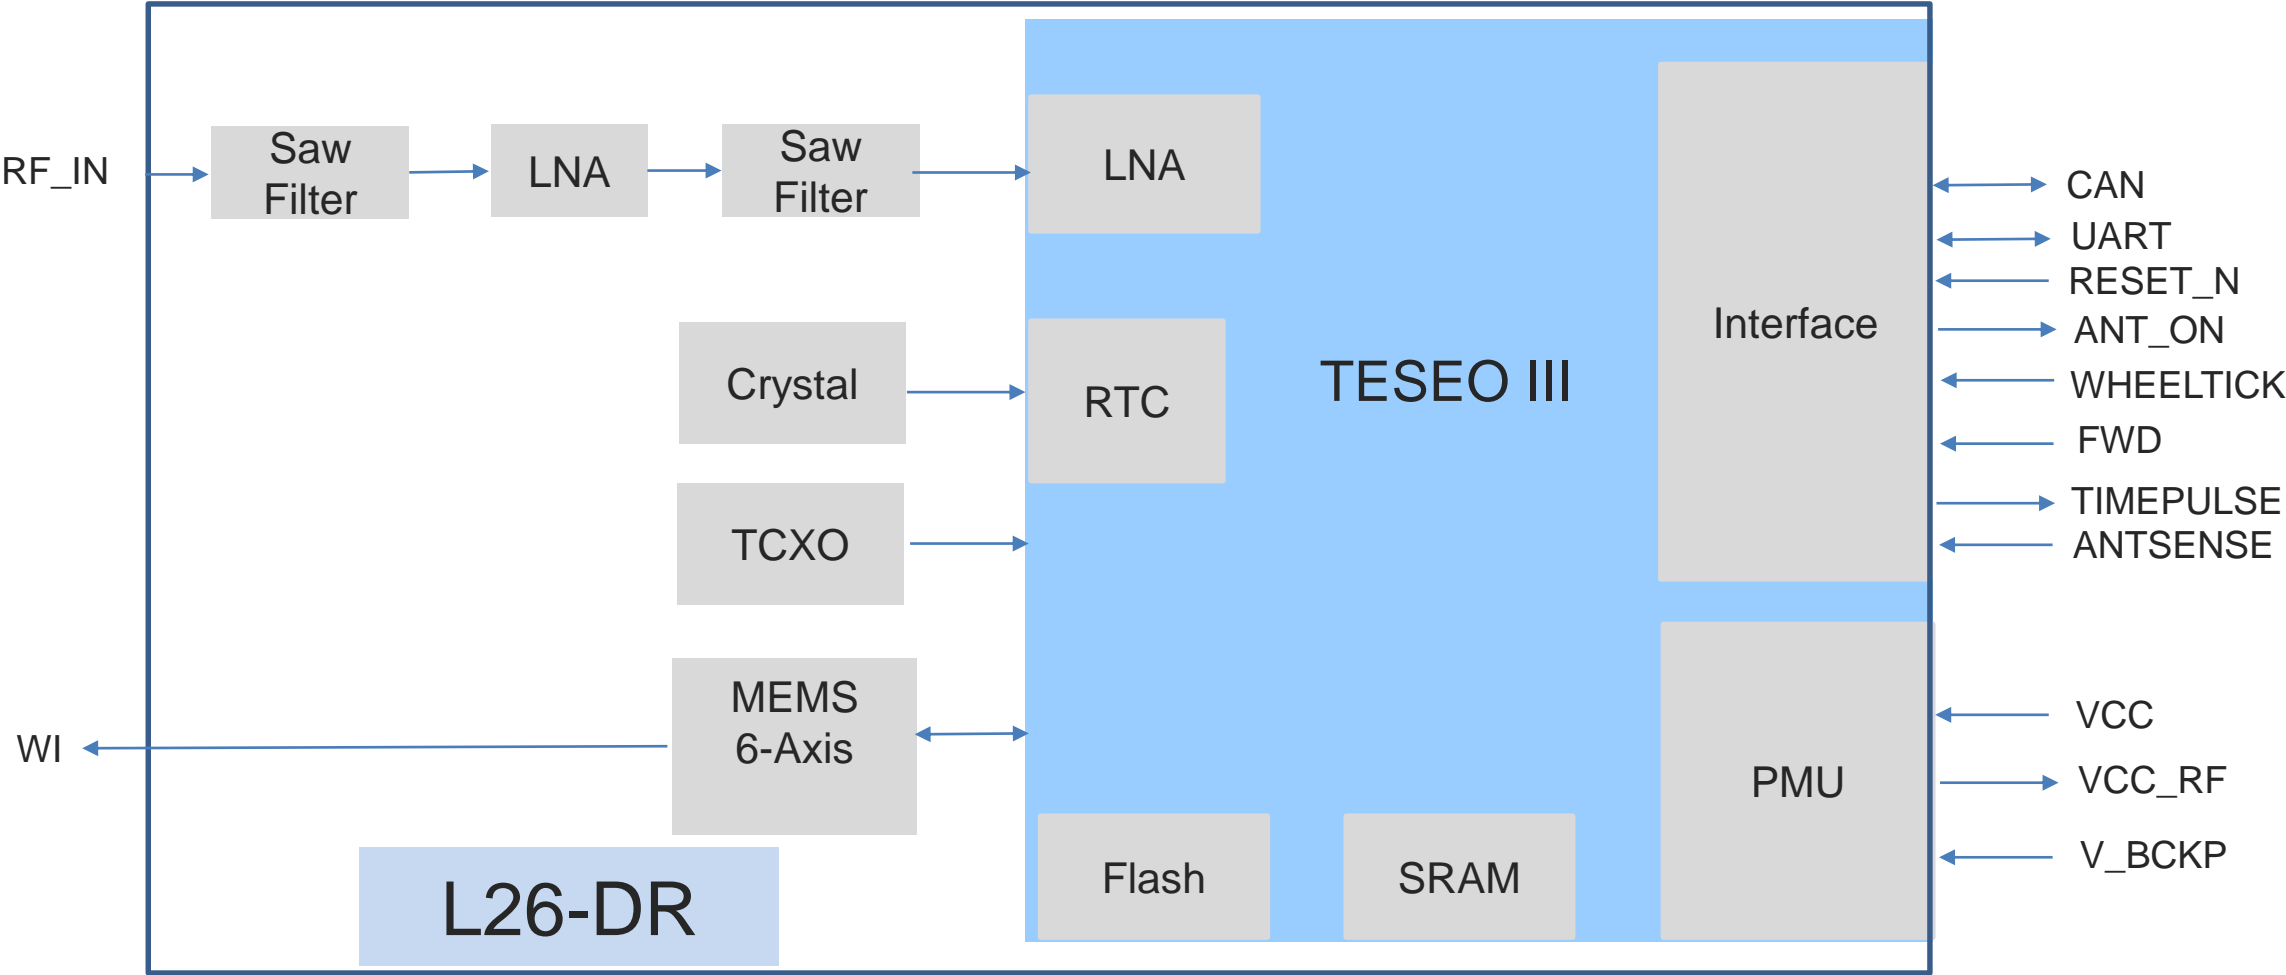 RF_IN
Saw
Filter
LNA
Saw
Filter
LNA
Crystal
RTC
TCXO
MEMS
6-Axis
WI
L26-DR
TESEO III
Flash
SRAM
Interface
PMU
CAN
UART
RESET_N
ANT_ON
WHEELTICK
FWD
TIMEPULSE
ANTSENSE
VCC
VCC_RF
V_BCKP